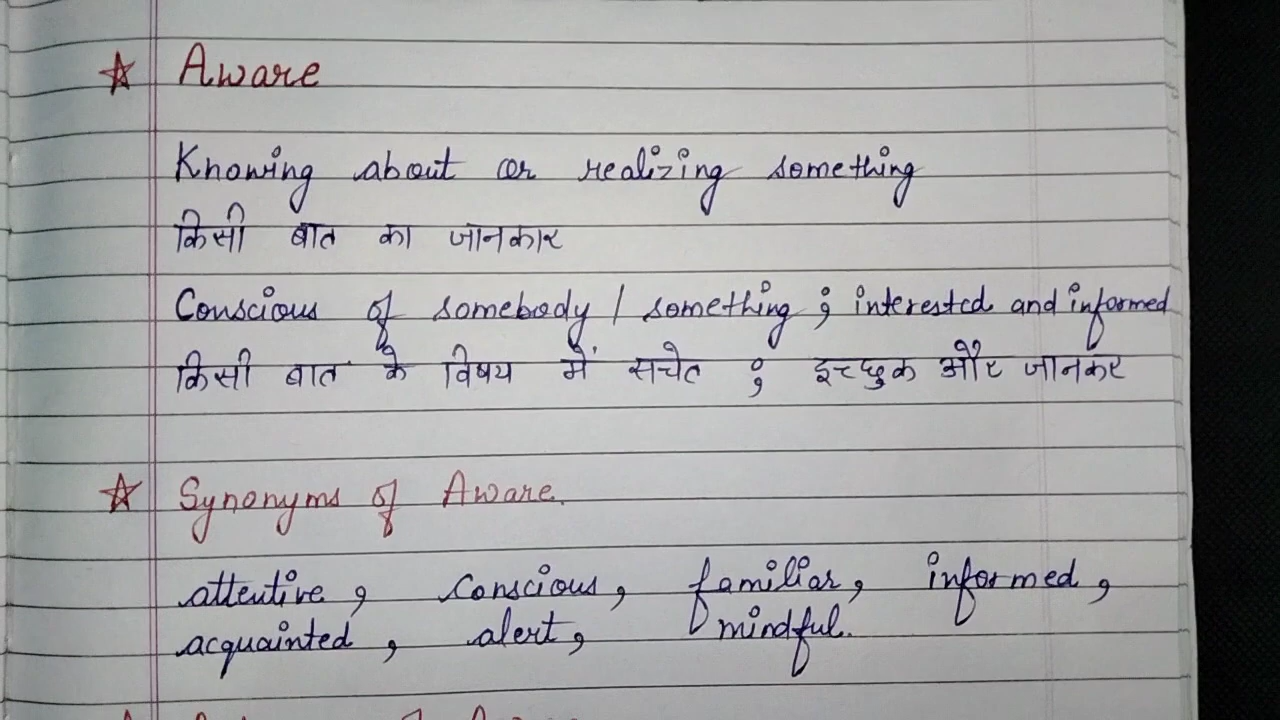 ☆ Aware
Knowing about or realizing something
किसी बात का जानकार
Conscious of somebody / something ; interested and informed
किसी बात के विषय में सचेत ; इच्छुक और जानकर
☆ Synonyms of Aware.
attentive, conscious, familiar, informed,
acquainted, alert, mindful.